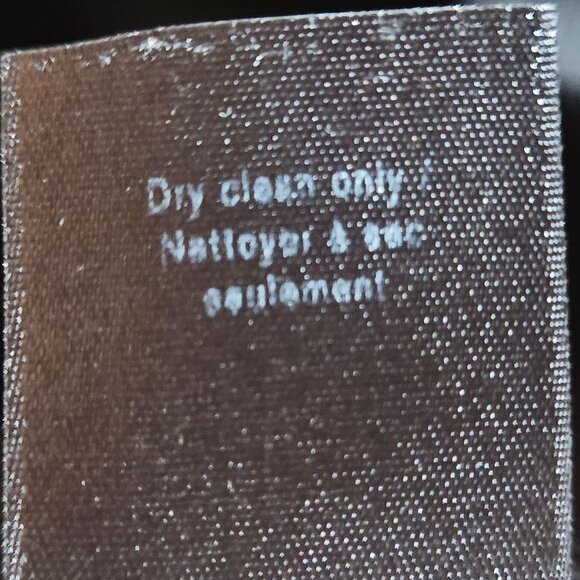 Dry clean only /
Nettoyer à sec
seulement